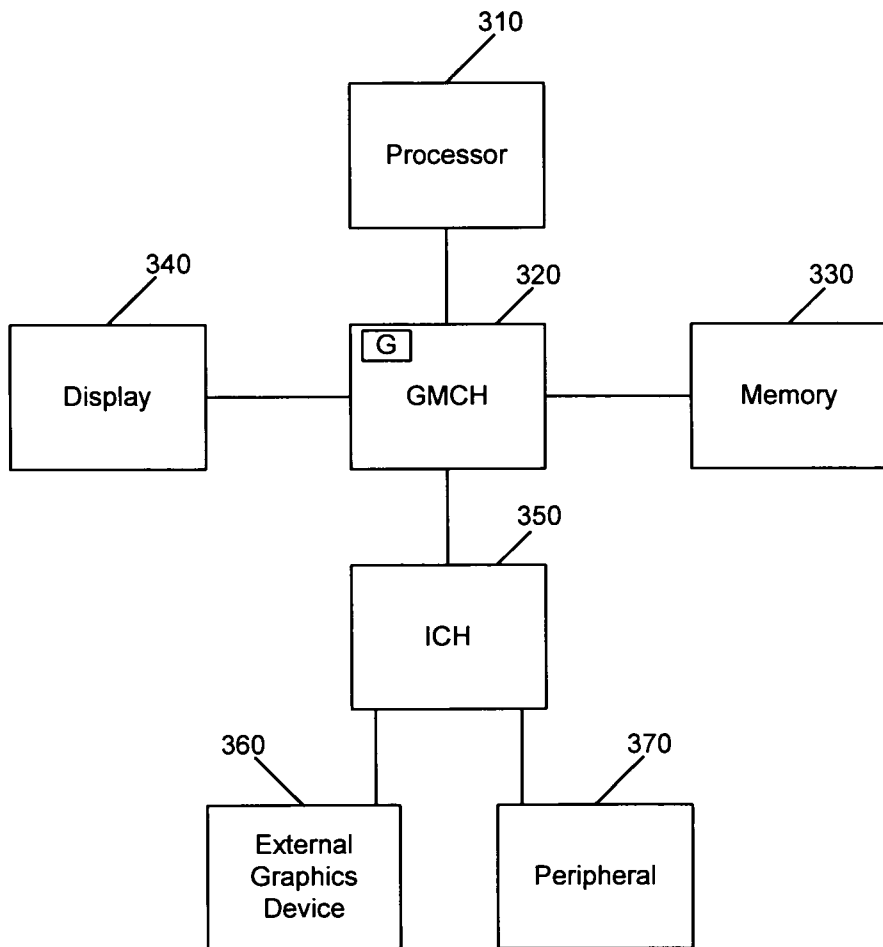 310
Processor
340
320
330
G
Display
GMCH
Memory
350
ICH
360
370
External
Graphics
Device
Peripheral